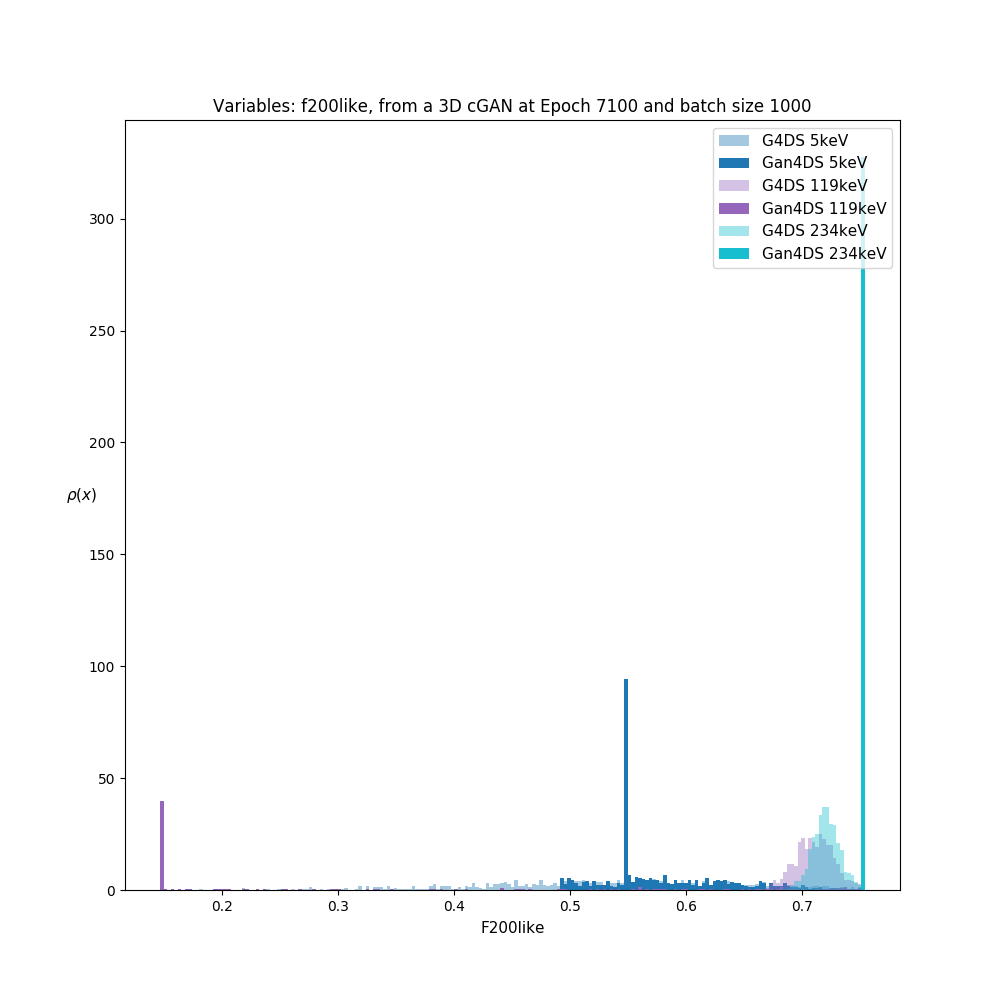 Variables: f200like, from a 3D cGAN at Epoch 7100 and batch size 1000
G4DS 5keV
Gan4DS 5keV
G4DS 119keV
Gan4DS 119keV
G4DS 234keV
Gan4DS 234keV
300
250
200
150
100
50
0
ρ(x)
0.2 0.3 0.4 0.5 0.6 0.7
F200like